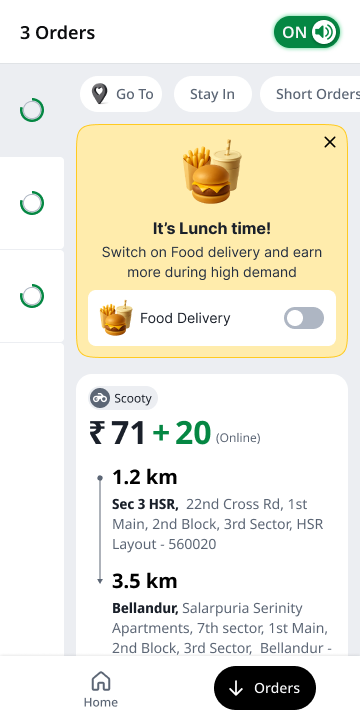 3 Orders
ON
Go To
Stay In
Short Orders
It's Lunch time!
Switch on Food delivery and earn
more during high demand
Food Delivery
Scooty
₹ 71 + 20 (Online)
1.2 km
Sec 3 HSR, 22nd Cross Rd, 1st
Main, 2nd Block, 3rd Sector, HSR
Layout - 560020
3.5 km
Bellandur, Salarpuria Serinity
Apartments, 7th sector, 1st Main,
2nd Block, 3rd Sector, Bellandur -
Home
Orders